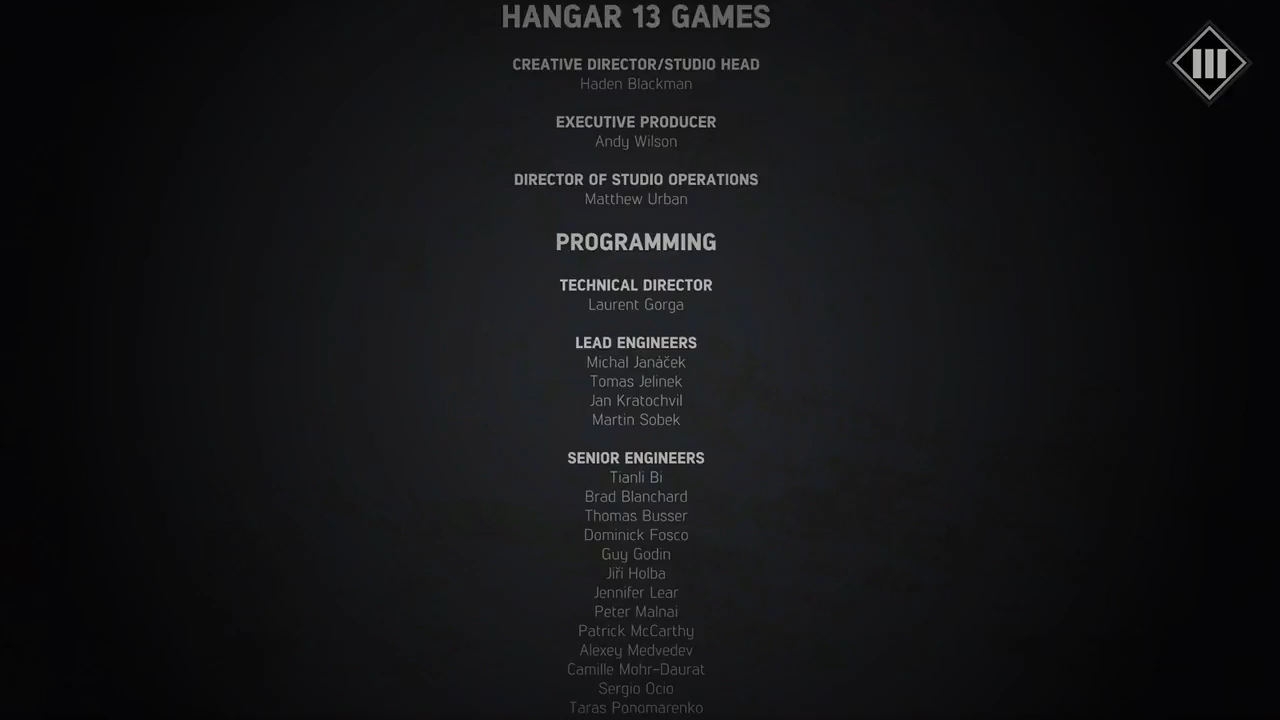 HANGAR 13 GAMES
CREATIVE DIRECTOR/STUDIO HEAD
Haden Blackman
EXECUTIVE PRODUCER
Andy Wilson
DIRECTOR OF STUDIO OPERATIONS
Matthew Urban
PROGRAMMING
TECHNICAL DIRECTOR
Laurent Gorga
LEAD ENGINEERS
Michal Janáček
Tomas Jelinek
Jan Kratochvil
Martin Sobek
SENIOR ENGINEERS
Tianli Bi
Brad Blanchard
Thomas Busser
Dominick Fosco
Guy Godin
Jiří Holba
Jennifer Lear
Peter Malnai
Patrick McCarthy
Alexey Medvedev
Camille Mohr-Daurat
Sergio Ocio
Taras Ponomarenko
III